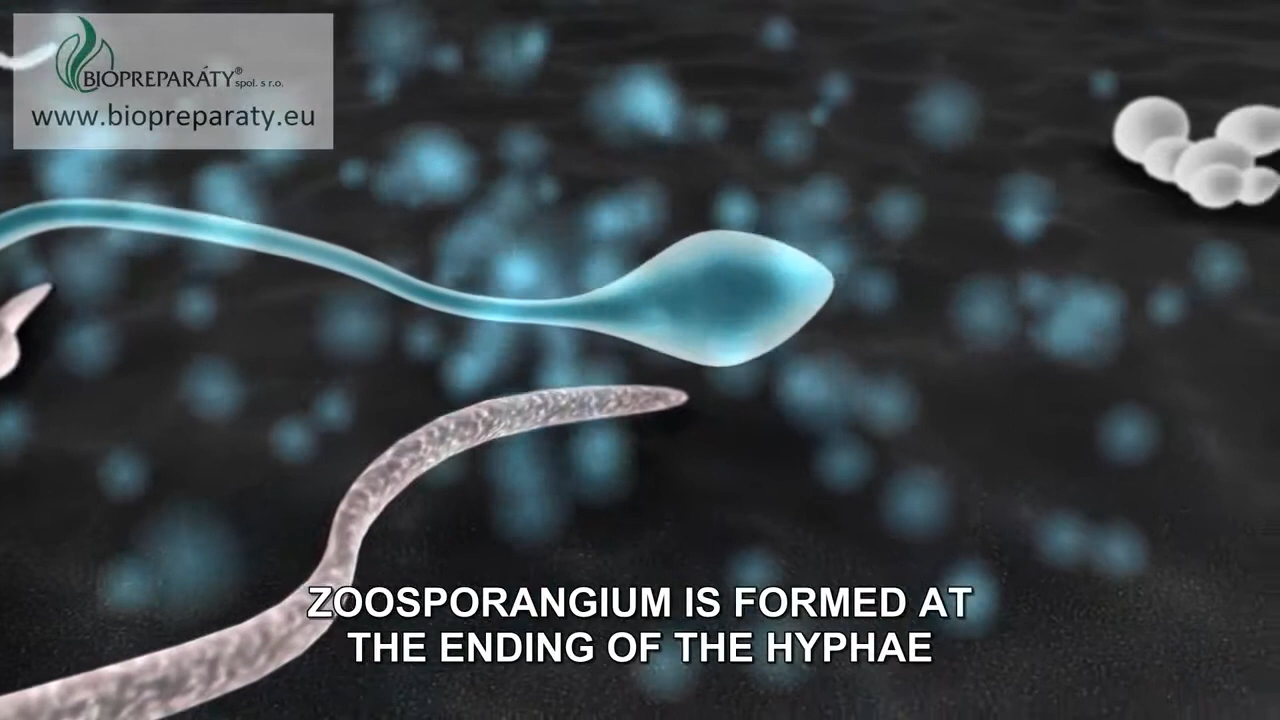 BIOPREPARÁTY® spol. s r.o.
www.biopreparaty.eu
ZOOSPORANGIUM IS FORMED AT
THE ENDING OF THE HYPHAE